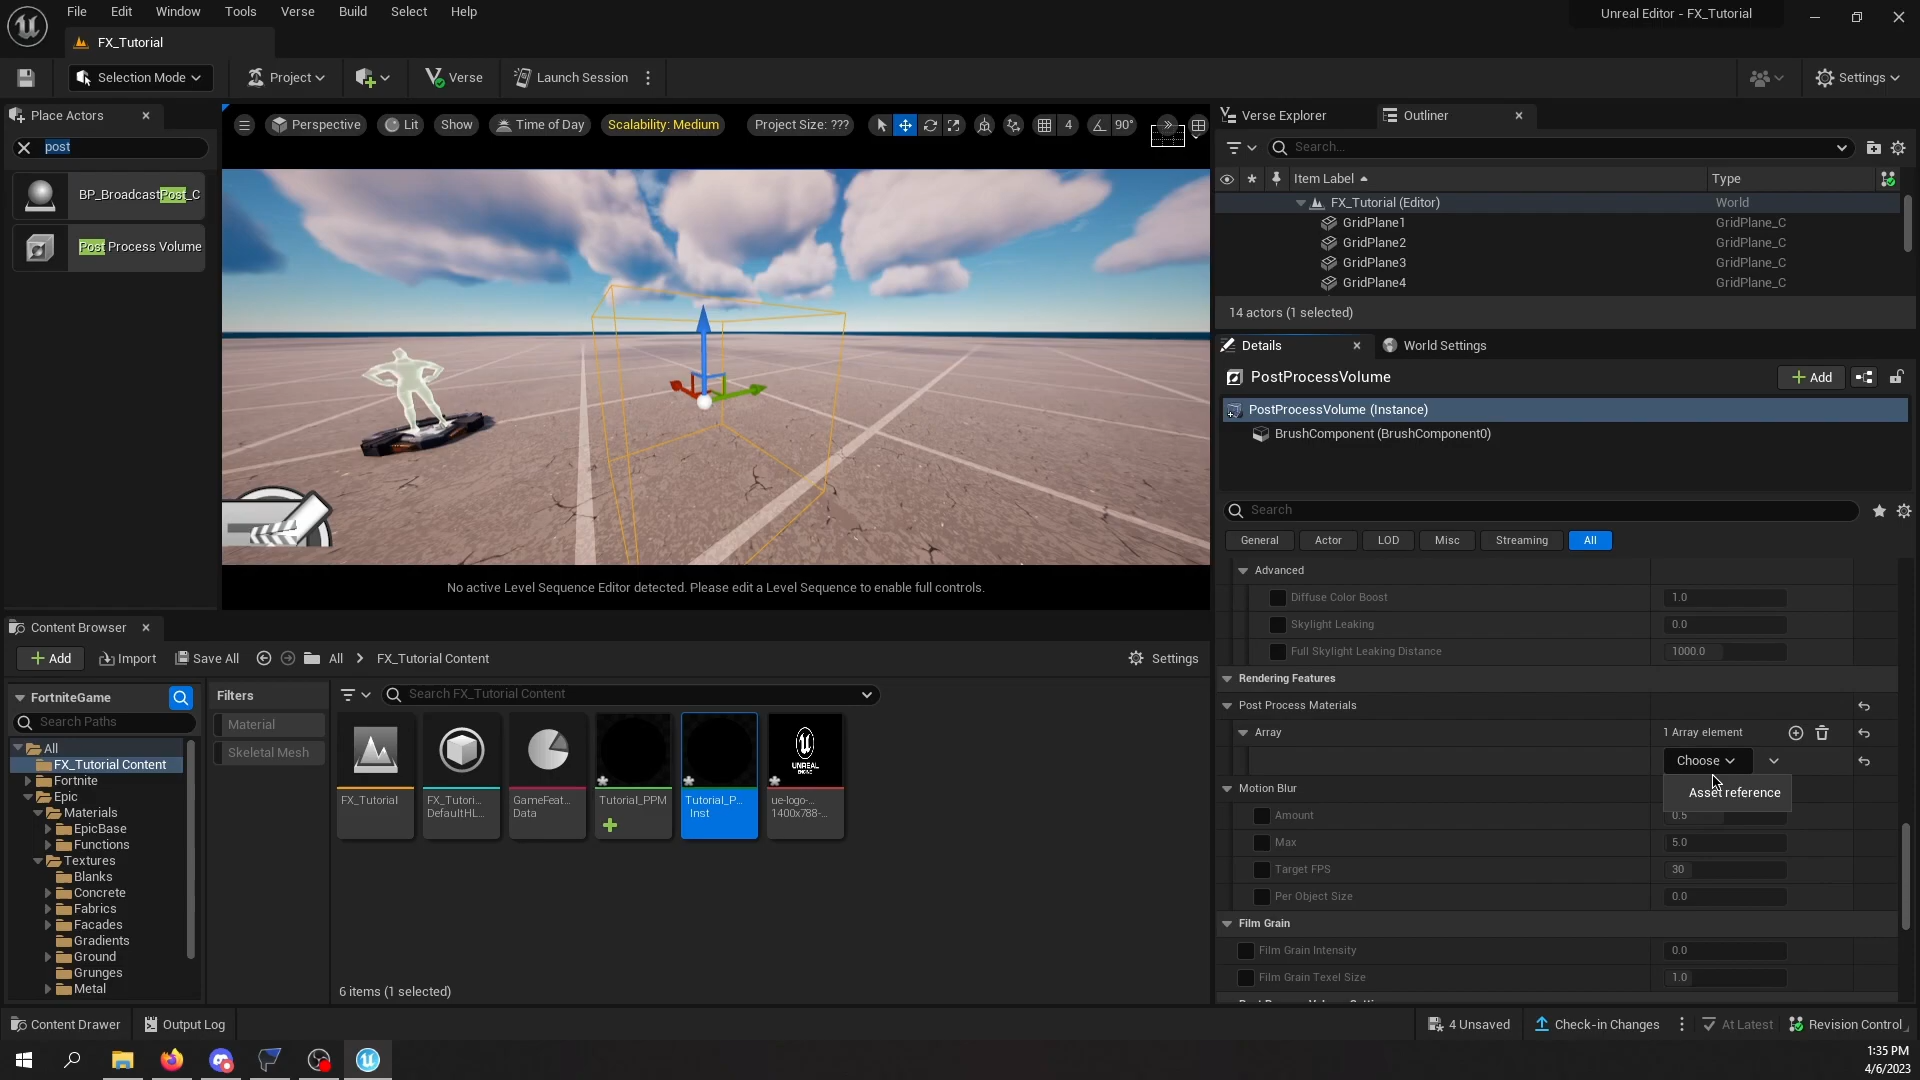 File Edit Window Tools Verse Build Select Help
Unreal Editor - FX_Tutorial
FX_Tutorial
Selection Mode Project Verse Launch Session Settings
Place Actors
post
BP_BroadcastPost_C
Post Process Volume
Perspective Lit Show Time of Day Scalability: Medium Project Size: ??? 4 90°
No active Level Sequence Editor detected. Please edit a Level Sequence to enable full controls.
Verse Explorer Outliner
Search...
Item Label Type
FX_Tutorial (Editor) World
GridPlane1 GridPlane_C
GridPlane2 GridPlane_C
GridPlane3 GridPlane_C
GridPlane4 GridPlane_C
14 actors (1 selected)
Details World Settings
PostProcessVolume Add
PostProcessVolume (Instance)
BrushComponent (BrushComponent0)
Search
General Actor LOD Misc Streaming All
Advanced
Diffuse Color Boost 1.0
Skylight Leaking 0.0
Full Skylight Leaking Distance 1000.0
Rendering Features
Post Process Materials
Array 1 Array element
Choose
Asset reference
Motion Blur
Amount 0.5
Max 5.0
Target FPS 30
Per Object Size 0.0
Film Grain
Film Grain Intensity 0.0
Film Grain Texel Size 1.0
Content Browser
Add Import Save All All FX_Tutorial Content Settings
FortniteGame
Search Paths
All
FX_Tutorial Content
Fortnite
Epic
Materials
EpicBase
Functions
Textures
Blanks
Concrete
Fabrics
Facades
Gradients
Ground
Grunges
Metal
Filters
Material
Skeletal Mesh
Search FX_Tutorial Content
FX_Tutorial
FX_Tutori...
DefaultHL...
GameFeat...
Data
Tutorial_PPM
Tutorial_P...
Inst
UNREAL
ue-logo-...
1400x788-...
6 items (1 selected)
Content Drawer Output Log 4 Unsaved Check-in Changes At Latest Revision Control
1:35 PM
4/6/2023